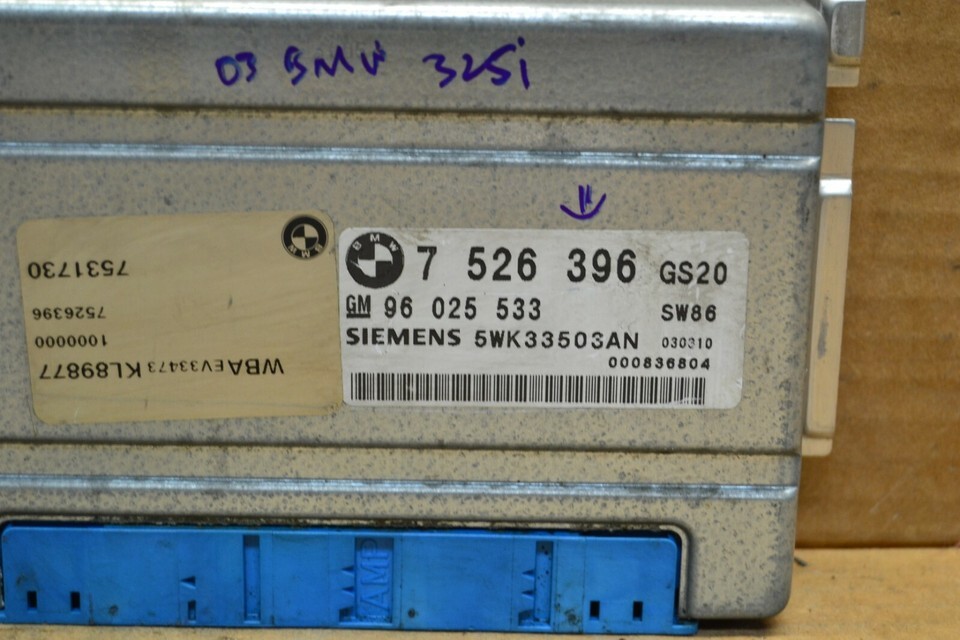 03 BMW 325i
BMW
7531730
7526396
1000000
WBAEV33473KL89877
BMW 7 526 396 GS20
GM 96 025 533 SW86
SIEMENS 5WK33503AN 030310
000836804
AMP